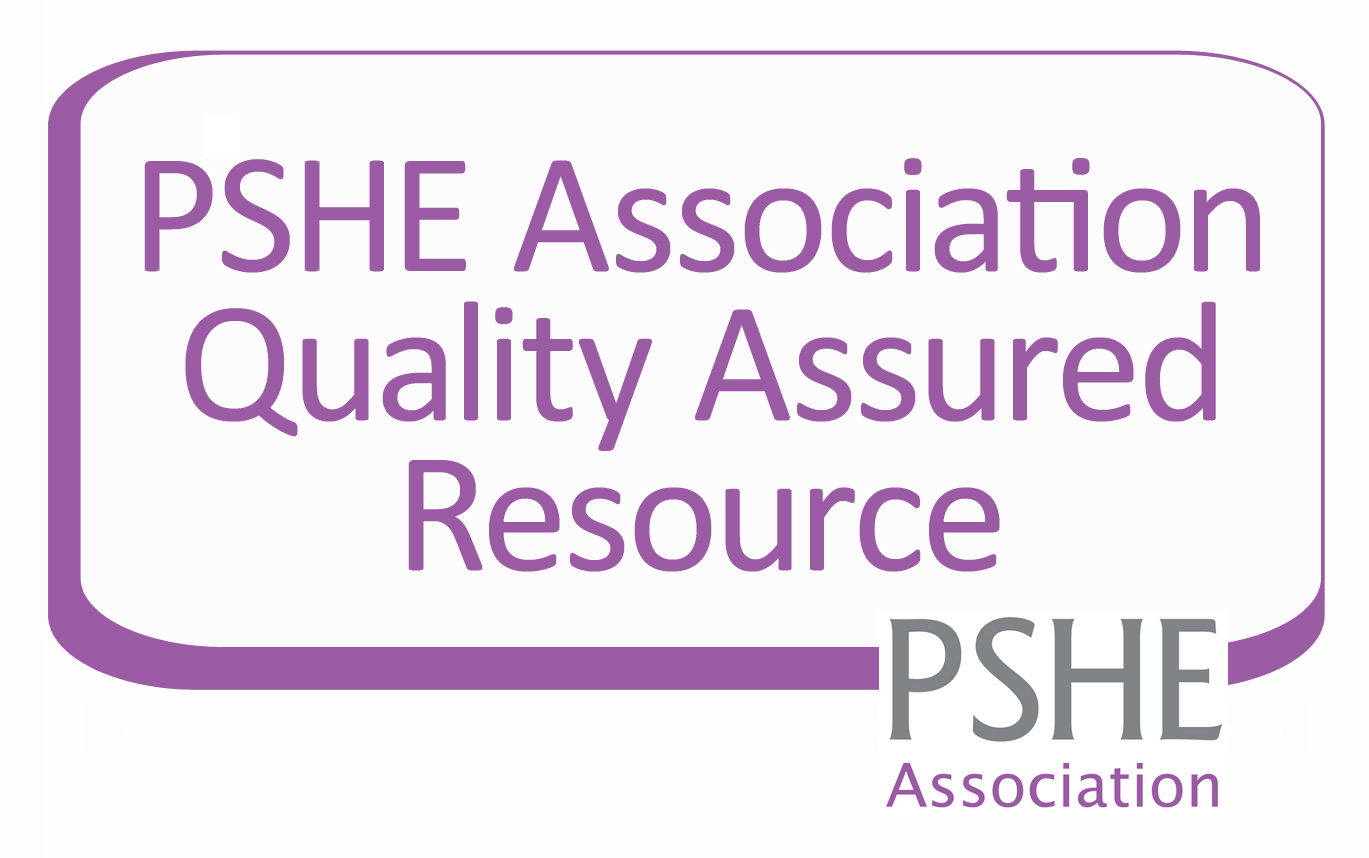 PSHE Association
Quality Assured
Resource
PSHE
Association